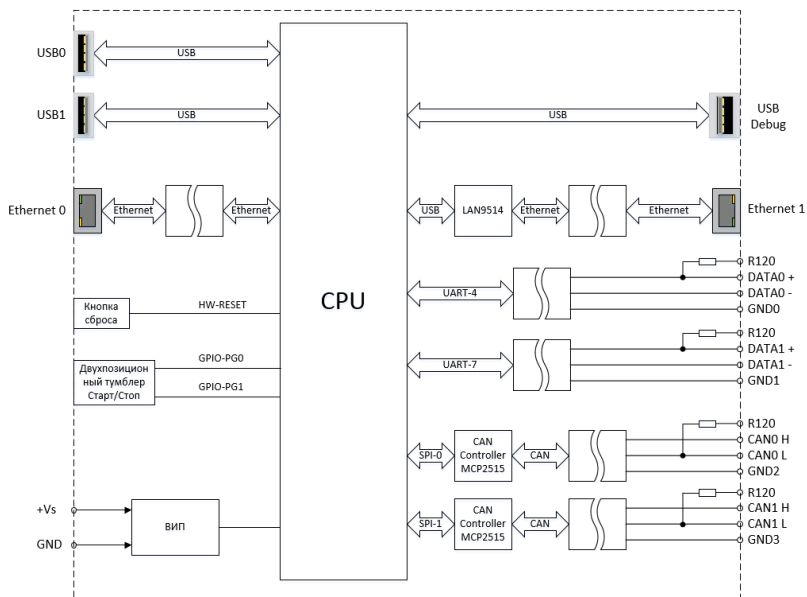 USB0
USB
USB1
USB
USB
USB
Debug
Ethernet 0
Ethernet
Ethernet
USB
LAN9514
Ethernet
Ethernet
Ethernet 1
CPU
R120
DATA0 +
UART-4
DATA0 -
GND0
Кнопка
сброса
HW-RESET
R120
DATA1 +
UART-7
DATA1 -
GND1
Двухпозицион
ный тумблер
Старт/Стоп
GPIO-PG0
GPIO-PG1
R120
CAN0 H
SPI-0
CAN
Controller
MCP2515
CAN
CAN0 L
GND2
R120
CAN1 H
SPI-1
CAN
Controller
MCP2515
CAN
CAN1 L
GND3
+Vs
GND
ВИП